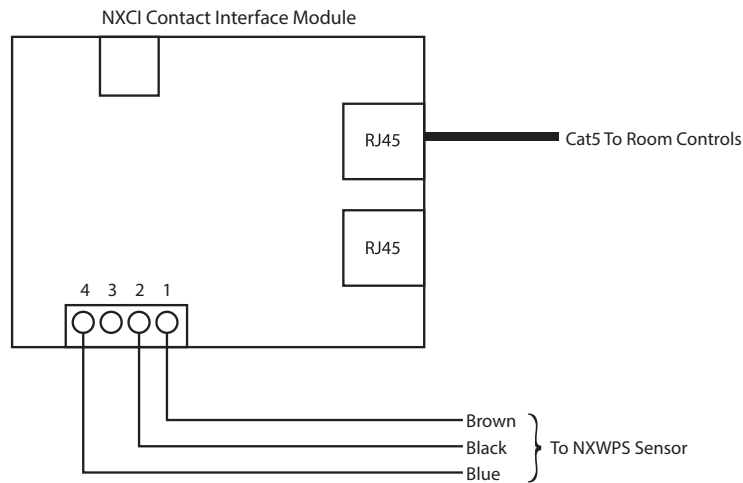 NXCI Contact Interface Module
RJ45
Cat5 To Room Controls
RJ45
4 3 2 1
Brown
Black
To NXWPS Sensor
Blue